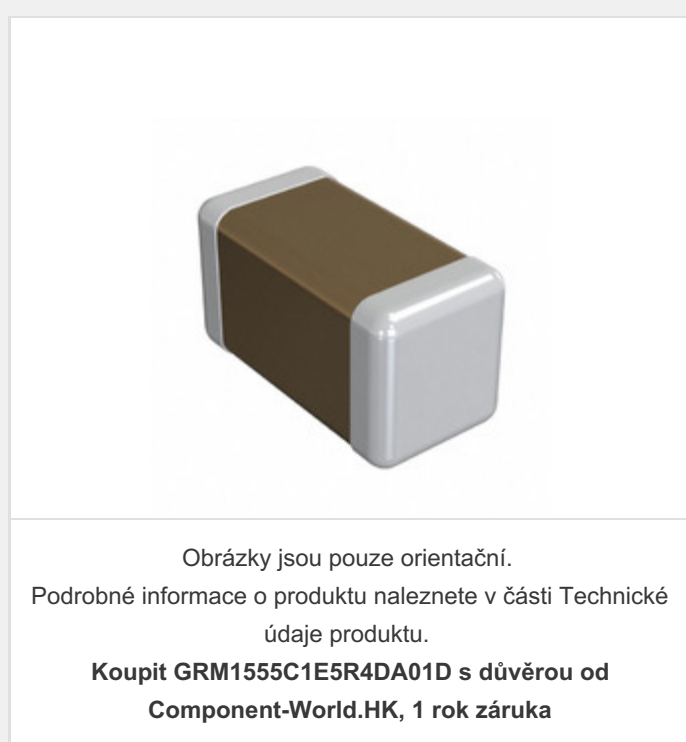 Obrázky jsou pouze orientační.
Podrobné informace o produktu naleznete v části Technické
údaje produktu.
Koupit GRM1555C1E5R4DA01D s důvěrou od
Component-World.HK, 1 rok záruka